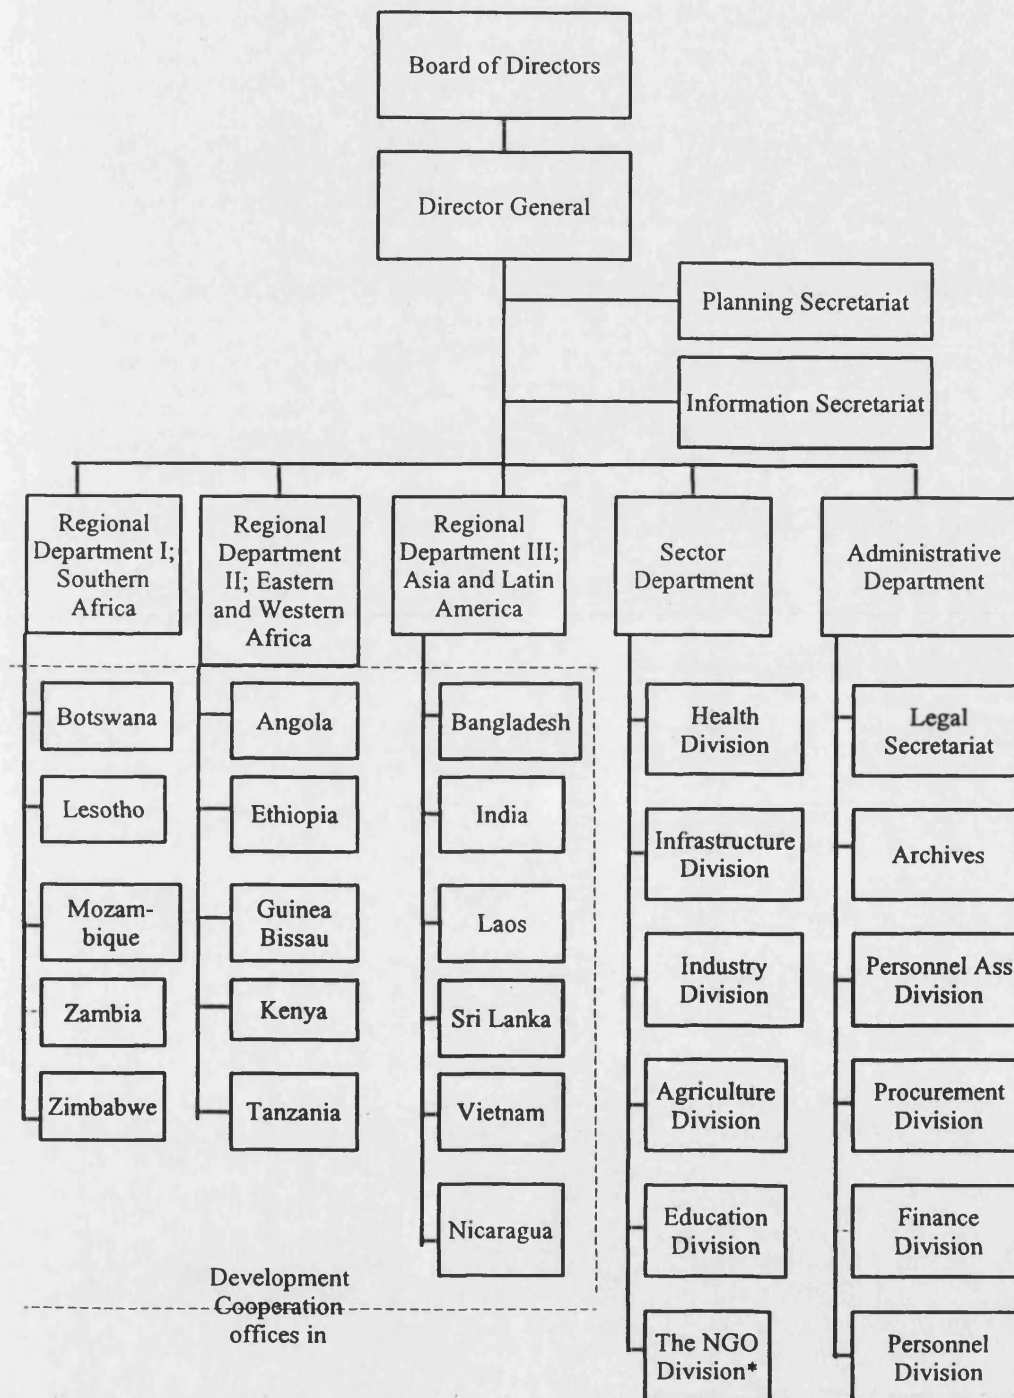 Board of Directors
Director General
Planning Secretariat
Information Secretariat
Regional
Department I;
Southern
Africa
Regional
Department
II; Eastern
and Western
Africa
Regional
Department III;
Asia and Latin
America
Sector
Department
Administrative
Department
Botswana
Lesotho
Mozam-
bique
Zambia
Zimbabwe
Angola
Ethiopia
Guinea
Bissau
Kenya
Tanzania
Bangladesh
India
Laos
Sri Lanka
Vietnam
Nicaragua
Health
Division
Infrastructure
Division
Industry
Division
Agriculture
Division
Education
Division
The NGO
Division*
Legal
Secretariat
Archives
Personnel Ass
Division
Procurement
Division
Finance
Division
Personnel
Division
Development
Cooperation
offices in